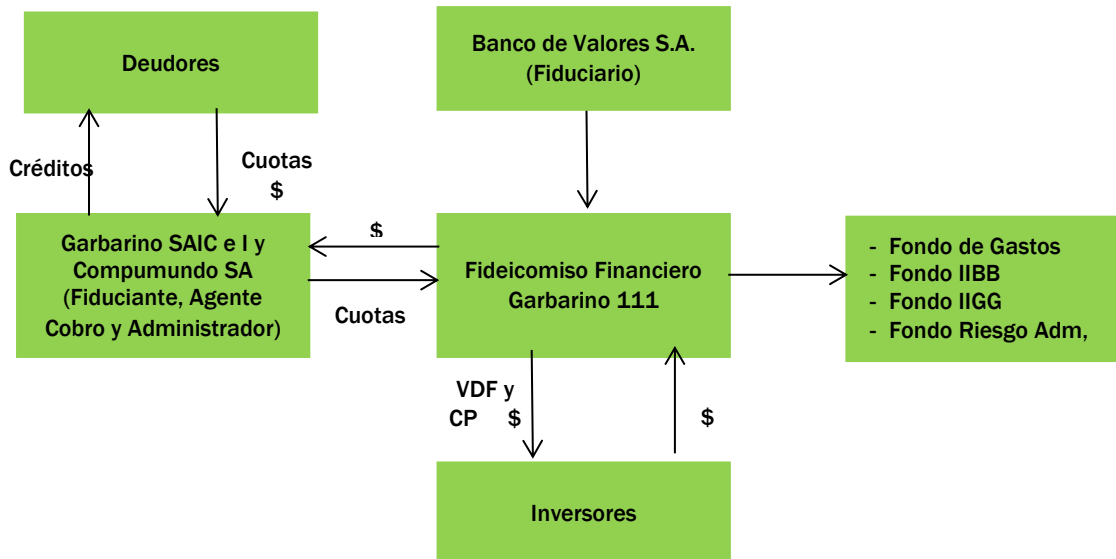 Deudores
Banco de Valores S.A.
(Fiduciario)
Créditos
Cuotas
$
Garbarino SAIC e I y
Compumundo SA
(Fiduciante, Agente
Cobro y Administrador)
$
Cuotas
Fideicomiso Financiero
Garbarino 111
- Fondo de Gastos
- Fondo IIBB
- Fondo IIGG
- Fondo Riesgo Adm,
VDF y
CP $
$
Inversores